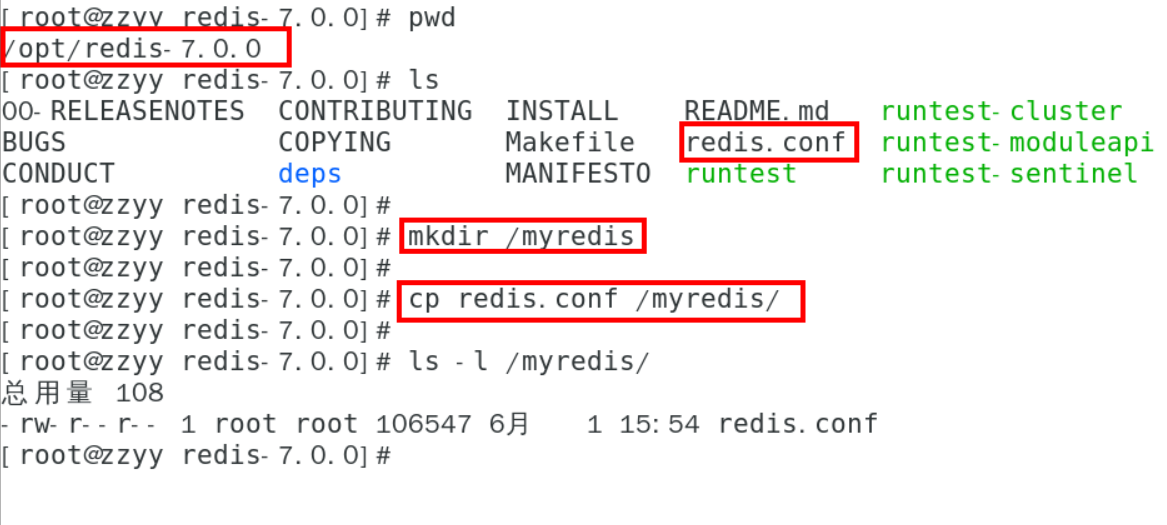 [root@zzyy redis-7.0.0]# pwd
/opt/redis-7.0.0
[root@zzyy redis-7.0.0]# ls
00-RELEASENOTES CONTRIBUTING INSTALL README.md runtest-cluster
BUGS COPYING Makefile redis.conf runtest-moduleapi
CONDUCT deps MANIFESTO runtest runtest-sentinel
[root@zzyy redis-7.0.0]#
[root@zzyy redis-7.0.0]# mkdir /myredis
[root@zzyy redis-7.0.0]#
[root@zzyy redis-7.0.0]# cp redis.conf /myredis/
[root@zzyy redis-7.0.0]#
[root@zzyy redis-7.0.0]# ls -l /myredis/
总用量 108
-rw-r--r-- 1 root root 106547 6月 1 15:54 redis.conf
[root@zzyy redis-7.0.0]#